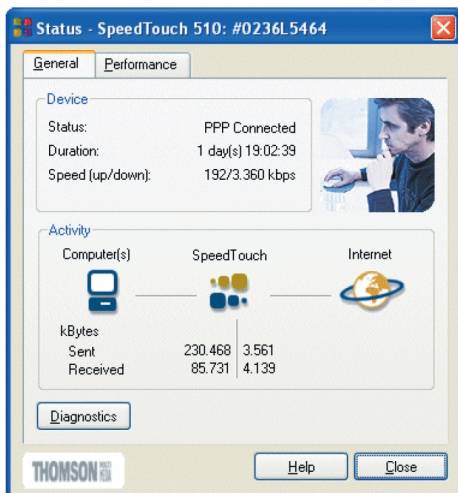 Status - SpeedTouch 510: #0236L5464
General Performance
Device
Status: PPP Connected
Duration: 1 day(s) 19:02:39
Speed (up/down): 192/3.360 kbps
Activity
Computer(s) SpeedTouch Internet
kBytes
Sent 230.468 3.561
Received 85.731 4.139
Diagnostics
THOMSON MULTI MEDIA
Help Close